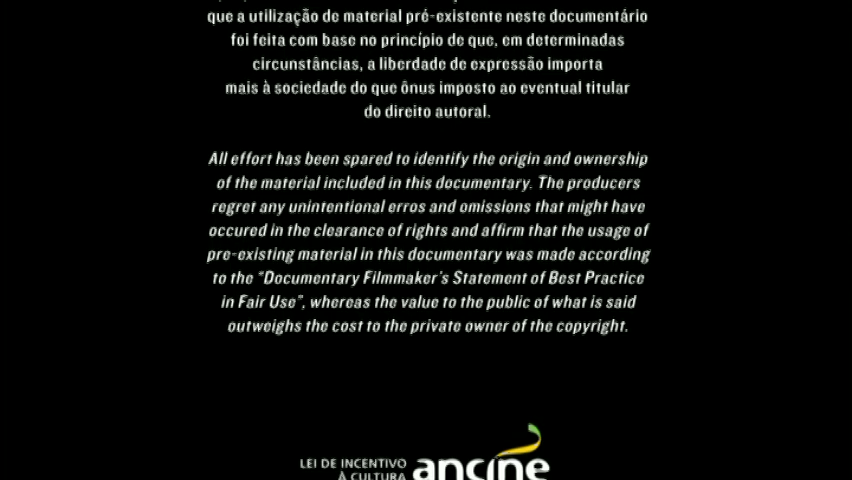 que a utilização de material pré-existente neste documentário
foi feita com base no princípio de que, em determinadas
circunstâncias, a liberdade de expressão importa
mais à sociedade do que ônus imposto ao eventual titular
do direito autoral.
All effort has been spared to identify the origin and ownership
of the material included in this documentary. The producers
regret any unintentional erros and omissions that might have
occured in the clearance of rights and affirm that the usage of
pre-existing material in this documentary was made according
to the "Documentary Filmmaker's Statement of Best Practice
in Fair Use", whereas the value to the public of what is said
outweighs the cost to the private owner of the copyright.
LEI DE INCENTIVO
À CULTURA
ancine